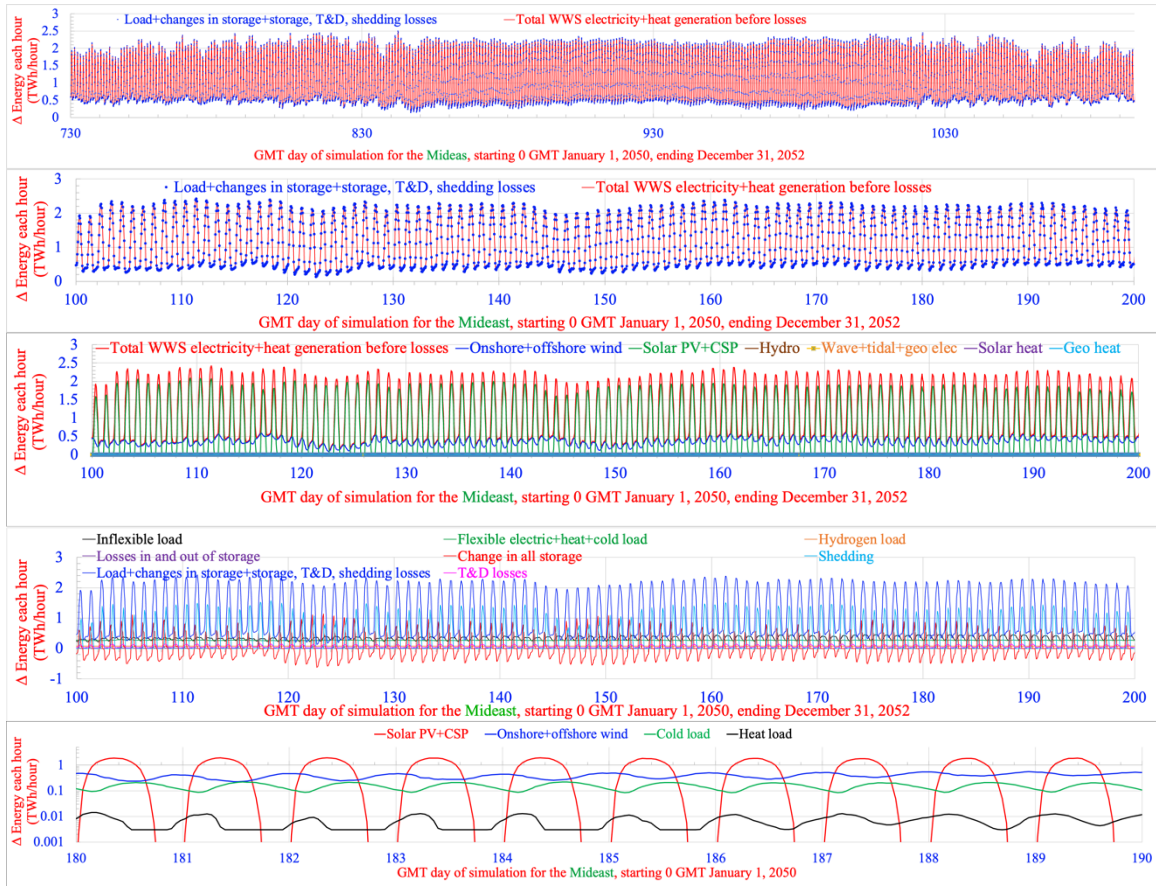 Load+changes in storage+storage, T&D, shedding losses —Total WWS electricity+heat generation before losses
Δ Energy each hour
(TWh/hour)
3
2.5
2
1.5
1
0.5
0
730 830 930 1030
GMT day of simulation for the Mideas, starting 0 GMT January 1, 2050, ending December 31, 2052
• Load+changes in storage+storage, T&D, shedding losses —Total WWS electricity+heat generation before losses
Δ Energy each hour
(TWh/hour)
3
2
1
0
100 110 120 130 140 150 160 170 180 190 200
GMT day of simulation for the Mideast, starting 0 GMT January 1, 2050, ending December 31, 2052
—Total WWS electricity+heat generation before losses —Onshore+offshore wind —Solar PV+CSP —Hydro —Wave+tidal+geo elec —Solar heat —Geo heat
Δ Energy each hour
(TWh/hour)
3
2.5
2
1.5
1
0.5
0
100 110 120 130 140 150 160 170 180 190 200
GMT day of simulation for the Mideast, starting 0 GMT January 1, 2050, ending December 31, 2052
—Inflexible load —Flexible electric+heat+cold load —Hydrogen load
—Losses in and out of storage —Change in all storage —Shedding
—Load+changes in storage+storage, T&D, shedding losses —T&D losses
Δ Energy each hour
(TWh/hour)
3
2
1
0
-1
100 110 120 130 140 150 160 170 180 190 200
GMT day of simulation for the Mideast, starting 0 GMT January 1, 2050, ending December 31, 2052
—Solar PV+CSP —Onshore+offshore wind —Cold load —Heat load
Δ Energy each hour
(TWh/hour)
1
0.1
0.01
0.001
180 181 182 183 184 185 186 187 188 189 190
GMT day of simulation for the Mideast, starting 0 GMT January 1, 2050